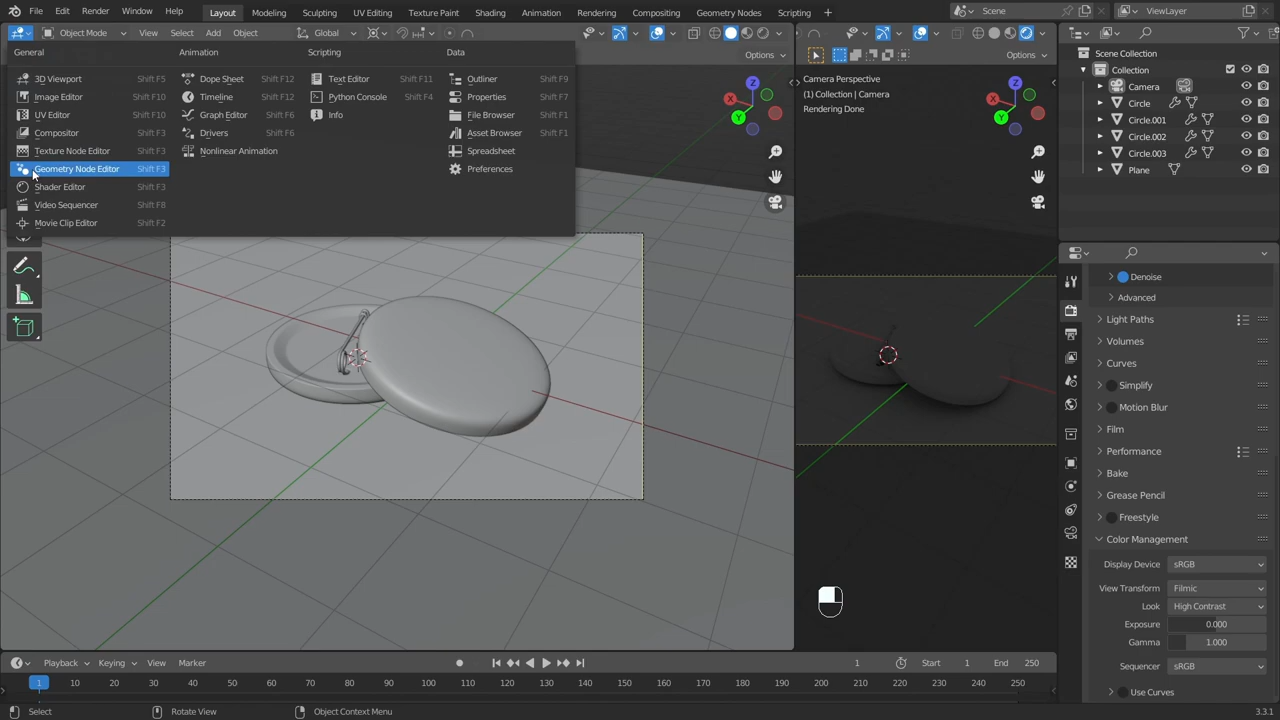 File Edit Render Window Help Layout Modeling Sculpting UV Editing Texture Paint Shading Animation Rendering Compositing Geometry Nodes Scripting + Scene ViewLayer
Object Mode View Select Add Object Global
Options
Options
General Animation Scripting Data
3D Viewport Shift F5 Dope Sheet Shift F12 Text Editor Shift F11 Outliner Shift F9
Image Editor Shift F10 Timeline Shift F12 Python Console Shift F4 Properties Shift F7
UV Editor Shift F10 Graph Editor Shift F6 Info File Browser Shift F1
Compositor Shift F3 Drivers Shift F6 Asset Browser Shift F1
Texture Node Editor Shift F3 Nonlinear Animation Spreadsheet
Geometry Node Editor Shift F3 Preferences
Shader Editor Shift F3
Video Sequencer Shift F8
Movie Clip Editor Shift F2
Z X Y
Camera Perspective
(1) Collection | Camera
Rendering Done
Z X Y
Scene Collection
Collection
Camera
Circle
Circle.001
Circle.002
Circle.003
Plane
Denoise
Advanced
Light Paths
Volumes
Curves
Simplify
Motion Blur
Film
Performance
Bake
Grease Pencil
Freestyle
Color Management
Display Device sRGB
View Transform Filmic
Look High Contrast
Exposure 0.000
Gamma 1.000
Sequencer sRGB
Use Curves
Playback Keying View Marker 1 Start 1 End 250
1 10 20 30 40 50 60 70 80 90 100 110 120 130 140 150 160 170 180 190 200 210 220 230 240 250
Select Rotate View Object Context Menu 3.3.1